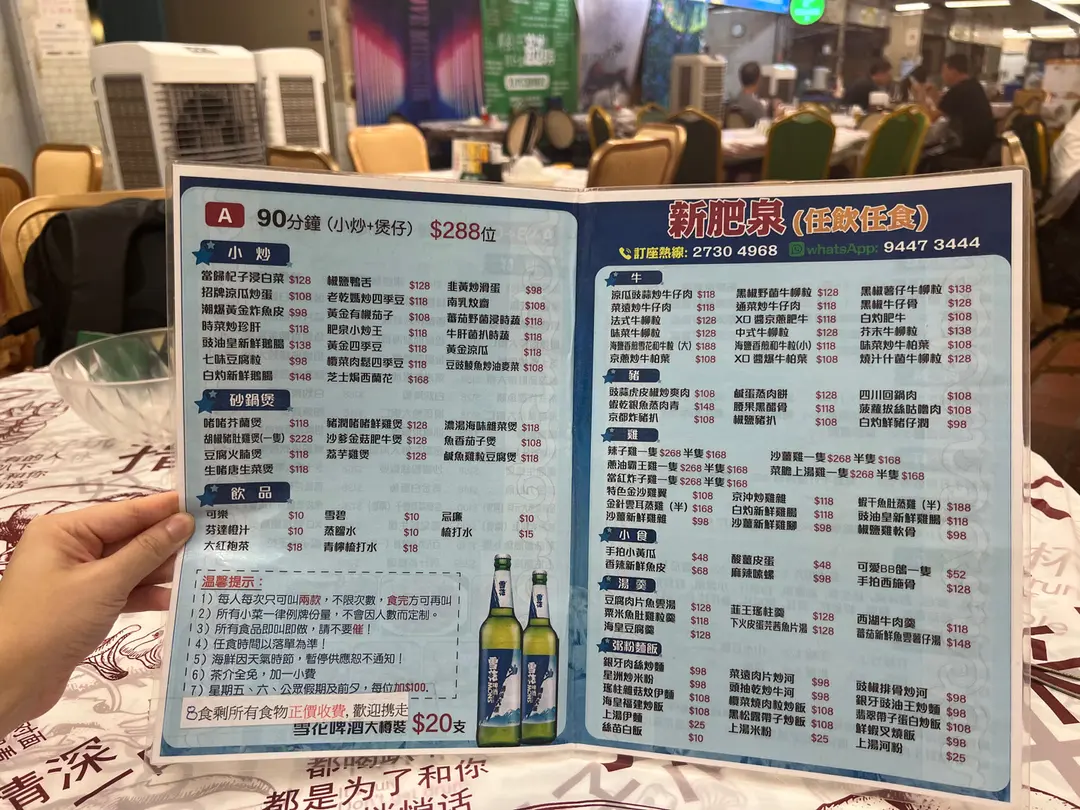 A 90分鐘 (小炒+煲仔) $288位
小炒
當歸杞子浸白菜 $128
招牌涼瓜炒蛋 $108
潮爆黃金炸魚皮 $98
時菜炒珍肝 $118
豉油皇新鮮鵝腸 $138
七味豆腐粒 $98
白灼新鮮鵝腸 $148
椒鹽鴨舌 $128
老乾媽炒四季豆 $118
黃金有機茄子 $108
肥泉小炒王 $118
黃金四季豆 $118
欖菜肉鬆四季豆 $118
芝士焗西蘭花 $168
韭黃炒滑蛋 $98
南乳炆齋 $108
蕃茄野菌浸時蔬 $118
牛肝菌扒時蔬 $118
黃金涼瓜 $118
豆豉鯪魚炒油麥菜 $108
砂鍋煲
啫啫芥蘭煲 $118
胡椒豬肚雞煲(一隻) $228
豆腐火腩煲 $118
生啫唐生菜煲 $118
豬潤啫啫鮮雞煲 $128
沙爹金菇肥牛煲 $128
荔芋雞煲 $128
濃湯海味雜菜煲 $118
魚香茄子煲 $108
鹹魚雞粒豆腐煲 $118
飲品
可樂 $10
芬達橙汁 $10
大紅袍茶 $18
雪碧 $10
蒸餾水 $10
青檸梳打水 $18
忌廉 $10
梳打水 $15
溫馨提示：
1）每人每次只可叫兩款，不限次數，食完方可再叫
2）所有小菜一律例牌份量，不會因人數而定制。
3）所有食品即叫即做，請不要催！
4）任食時間以落單為準！
5）海鮮因天氣時節，暫停供應恕不通知！
6）茶介全免，加一小費
7）星期五、六、公眾假期及前夕，每位加$100.
8食剩所有食物正價收費，歡迎攜走
雪花啤酒大樽裝 $20支
新肥泉 (任飲任食)
訂座熱線: 2730 4968 whatsApp: 9447 3444
牛
涼瓜豉蒜炒牛仔肉 $118
菜遠炒牛仔肉 $118
法式牛柳粒 $128
味菜牛柳粒 $128
海鹽香煎雪花和牛粒 (大) $188
京蔥炒牛柏葉 $108
黑椒野菌牛柳粒 $128
通菜炒牛仔肉 $118
XO醬京蔥肥牛 $118
中式牛柳粒 $128
海鹽香煎雪花和牛粒(小) $118
XO醬爆牛柏葉 $108
黑椒薯仔牛柳粒 $138
黑椒牛仔骨 $128
白灼肥牛 $108
芥末牛柳粒 $138
味菜炒牛柏葉 $108
燒汁什菌牛柳粒 $128
豬
豉蒜虎皮椒炒爽肉 $108
蝦乾銀魚蒸肉青 $148
京都炸豬扒 $108
鹹蛋蒸肉餅 $128
腰果黑醋骨 $118
椒鹽豬扒 $108
四川回鍋肉 $108
菠蘿拔絲咕嚕肉 $108
白灼鮮豬仔潤 $98
雞
辣子雞一隻$268 半隻$168
蔥油霸王雞一隻$268 半隻$168
當紅炸子雞一隻$268 半隻$168
特色金沙雞翼 $108
金針雲耳蒸雞 (半) $168
沙薑新鮮雞雜 $98
沙薑雞一隻$268 半隻$168
菜膽上湯雞一隻$268 半隻$168
京沖炒雞雜 $118
白灼新鮮雞腸 $118
沙薑新鮮雞腳 $98
蝦干魚肚蒸雞 (半) $188
豉油皇新鮮雞腸 $118
椒鹽雞軟骨 $98
小食
手拍小黃瓜 $48
香辣新鮮魚皮 $68
酸薑皮蛋 $48
麻辣㗎螺 $98
可愛BB鴿一隻 $52
手拍西施骨
湯羹
豆腐肉片魚雲湯 $128
粟米魚肚雞粒羹 $118
海皇豆腐羹 $128
韮王瑤柱羹 $128
下火皮蛋芫茜魚片湯 $128
西湖牛肉羹 $118
蕃茄新鮮魚雲薯仔湯 $148
粥粉麵飯
銀牙肉絲炒麵 $98
星洲炒米粉 $98
瑤柱雜菇炆伊麵 $108
海皇福建炒飯 $108
上湯伊麵 $28
絲苗白飯 $10
菜遠肉片炒河 $98
頭抽乾炒牛河 $98
欖菜燒肉粒炒飯 $108
黑松露帶子炒飯 $108
上湯米粉 $25
豉椒排骨炒河 $98
銀牙豉油王炒麵 $98
翡翠帶子蛋白炒飯 $108
鮮蝦叉燒飯 $98
上湯河粉 $25
都是为了和你